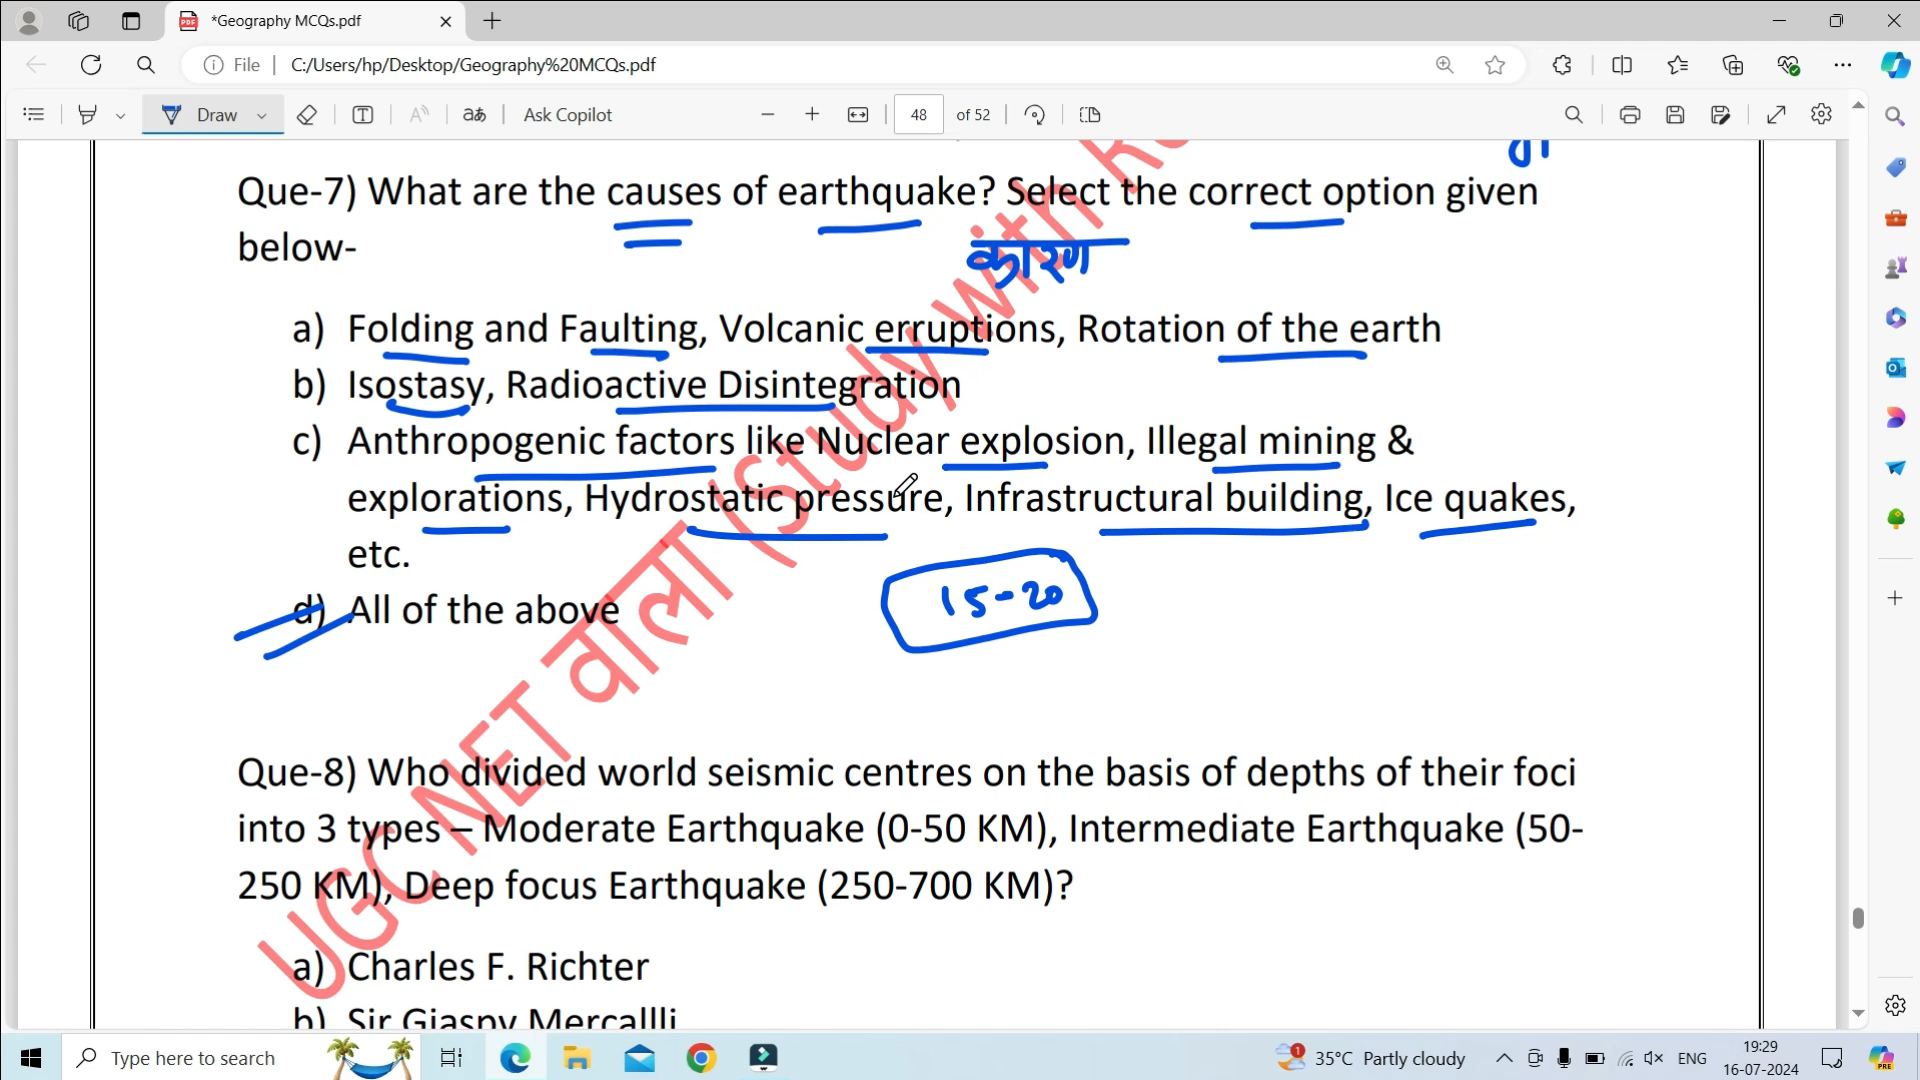 *Geography MCQs.pdf
File
C:/Users/hp/Desktop/Geography%20MCQs.pdf
Draw
Ask Copilot
48 of 52
Que-7) What are the causes of earthquake? Select the correct option given
below-
कारण
a) Folding and Faulting, Volcanic erruptions, Rotation of the earth
b) Isostasy, Radioactive Disintegration
c) Anthropogenic factors like Nuclear explosion, Illegal mining &
explorations, Hydrostatic pressure, Infrastructural building, Ice quakes,
etc.
d) All of the above
15-20
Que-8) Who divided world seismic centres on the basis of depths of their foci
into 3 types – Moderate Earthquake (0-50 KM), Intermediate Earthquake (50-
250 KM), Deep focus Earthquake (250-700 KM)?
a) Charles F. Richter
b) Sir Giaspy Mercallli
UGC NET वाला (Study with
Type here to search
35°C Partly cloudy
ENG
19:29
16-07-2024